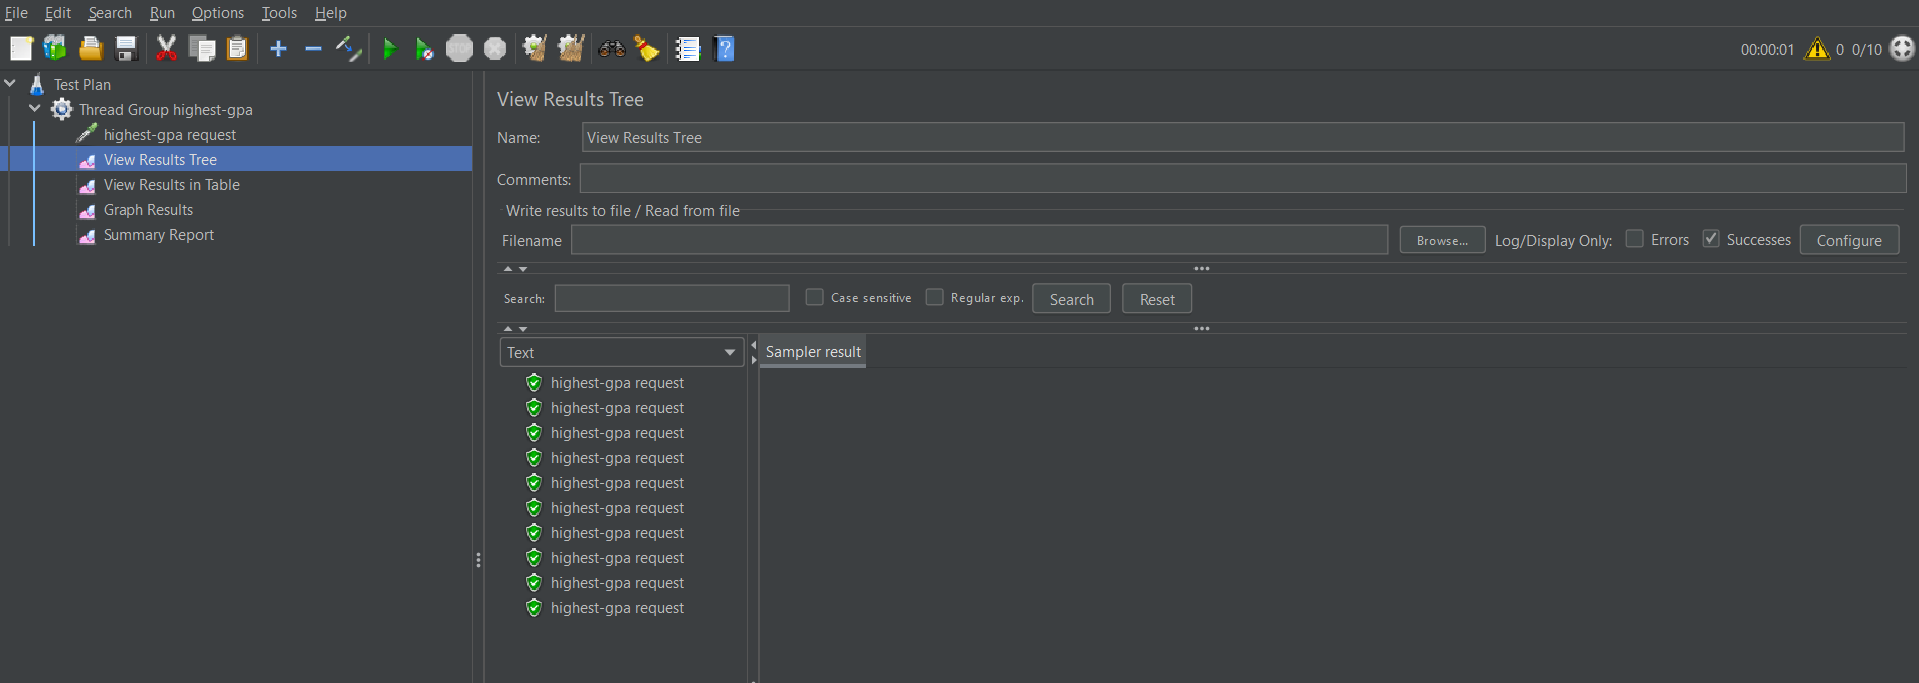 File Edit Search Run Options Tools Help
STOP
00:00:01 0 0/10
Test Plan
Thread Group highest-gpa
highest-gpa request
View Results Tree
View Results in Table
Graph Results
Summary Report
View Results Tree
Name: View Results Tree
Comments:
Write results to file / Read from file
Filename Browse... Log/Display Only: Errors Successes Configure
Search: Case sensitive Regular exp. Search Reset
Text
Sampler result
highest-gpa request
highest-gpa request
highest-gpa request
highest-gpa request
highest-gpa request
highest-gpa request
highest-gpa request
highest-gpa request
highest-gpa request
highest-gpa request